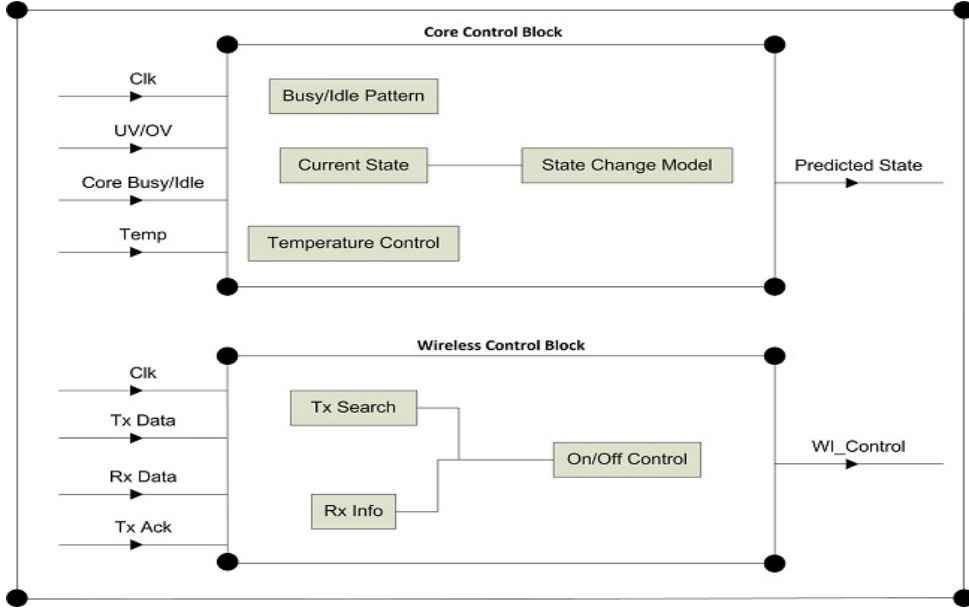 Core Control Block
Clk
Busy/Idle Pattern
UV/OV
Current State
State Change Model
Predicted State
Core Busy/Idle
Temp
Temperature Control
Wireless Control Block
Clk
Tx Search
Tx Data
On/Off Control
WI_Control
Rx Data
Rx Info
Tx Ack